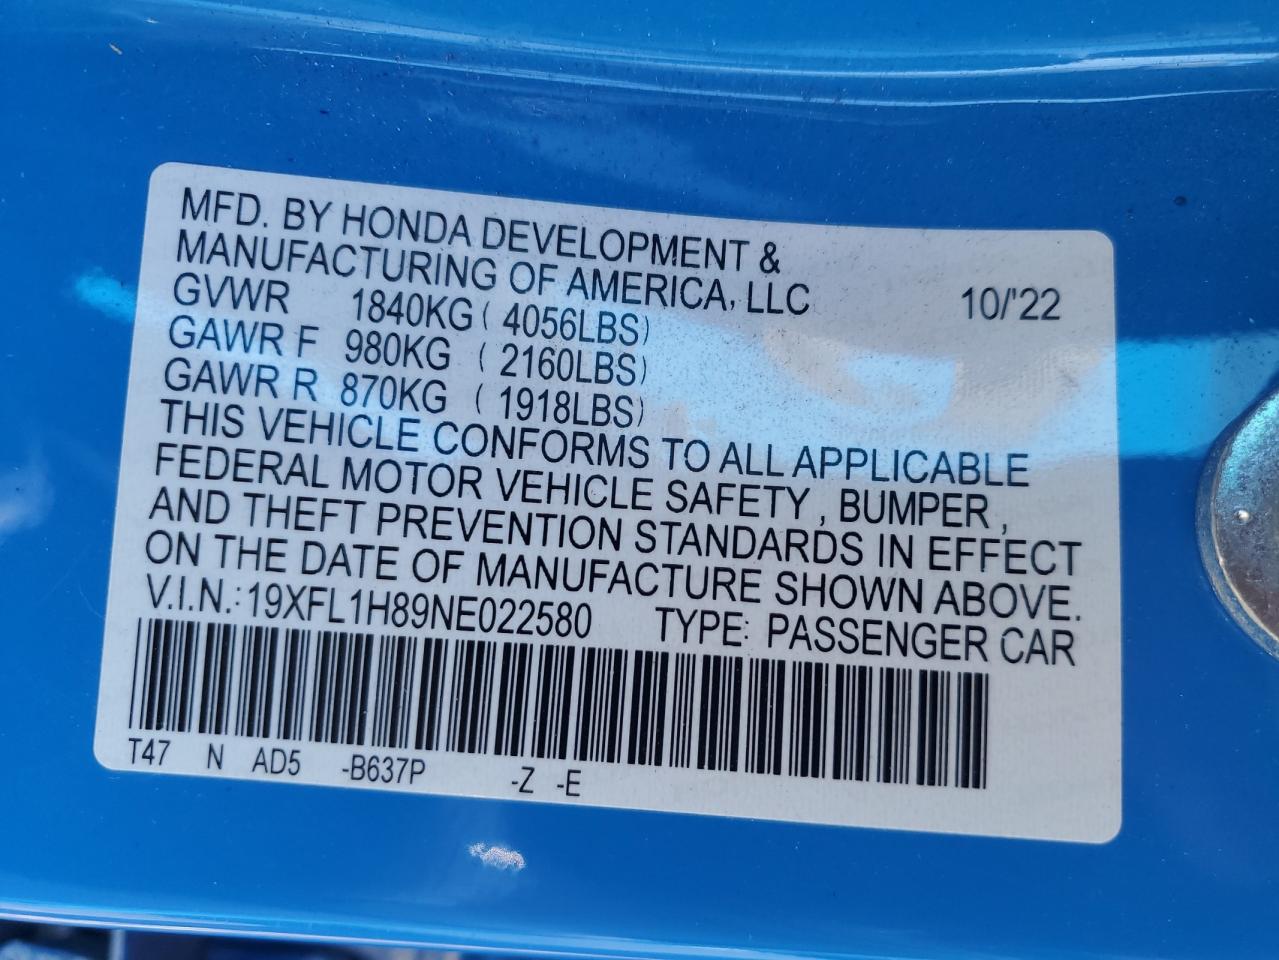 MFD. BY HONDA DEVELOPMENT &
MANUFACTURING OF AMERICA, LLC 10/'22
GVWR 1840KG ( 4056LBS)
GAWR F 980KG ( 2160LBS)
GAWR R 870KG ( 1918LBS)
THIS VEHICLE CONFORMS TO ALL APPLICABLE
FEDERAL MOTOR VEHICLE SAFETY , BUMPER ,
AND THEFT PREVENTION STANDARDS IN EFFECT
ON THE DATE OF MANUFACTURE SHOWN ABOVE.
V.I.N.: 19XFL1H89NE022580 TYPE: PASSENGER CAR
T47 N AD5 -B637P -Z -E